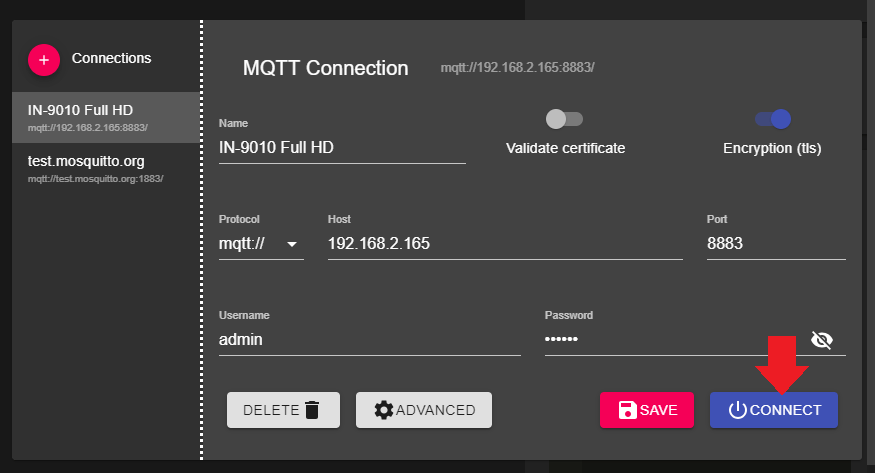 Connections
IN-9010 Full HD
mqtt://192.168.2.165:8883/
test.mosquitto.org
mqtt://test.mosquitto.org:1883/
MQTT Connection mqtt://192.168.2.165:8883/
Name
IN-9010 Full HD
Validate certificate
Encryption (tls)
Protocol
mqtt://
Host
192.168.2.165
Port
8883
Username
admin
Password
••••••
DELETE
ADVANCED
SAVE
CONNECT